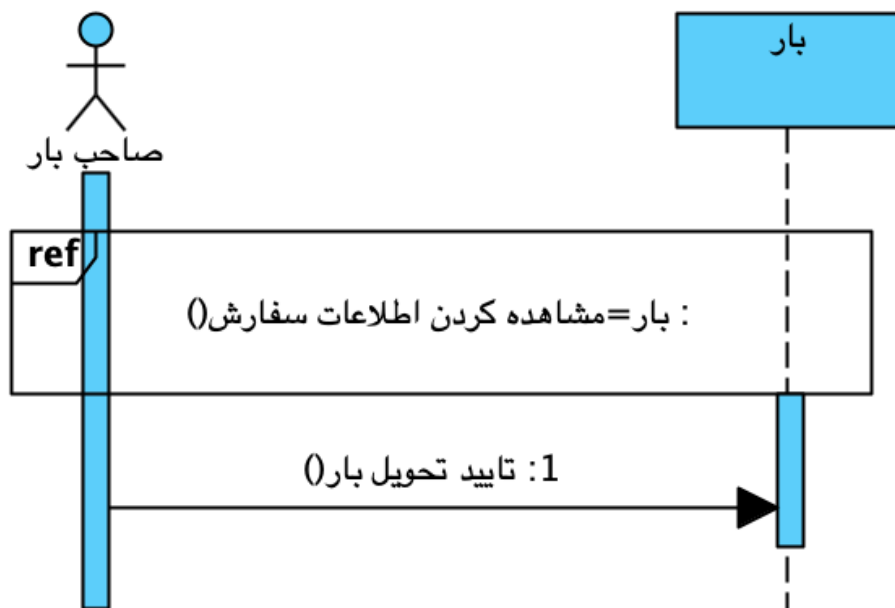 بار
صاحب بار
ref
: بار=مشاهده کردن اطلاعات سفارش()
1: تایید تحویل بار()